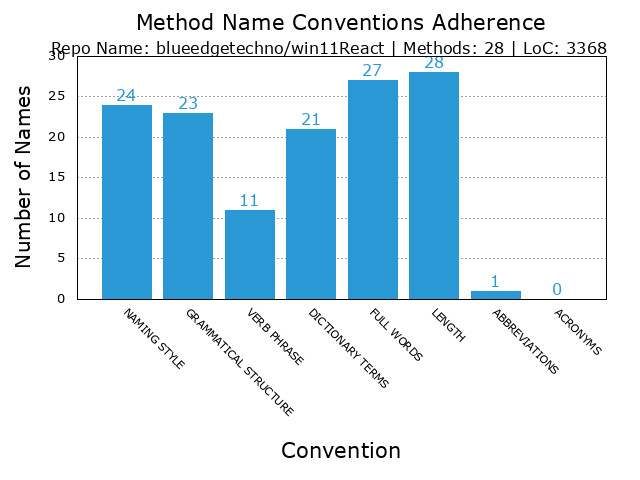 Method Name Conventions Adherence
Repo Name: blueedgetechno/win11React | Methods: 28 | LoC: 3368
Number of Names
30
25
20
15
10
5
0
24
23
11
21
27
28
1
0
NAMING STYLE
GRAMMATICAL STRUCTURE
VERB PHRASE
DICTIONARY TERMS
FULL WORDS
LENGTH
ABBREVIATIONS
ACRONYMS
Convention